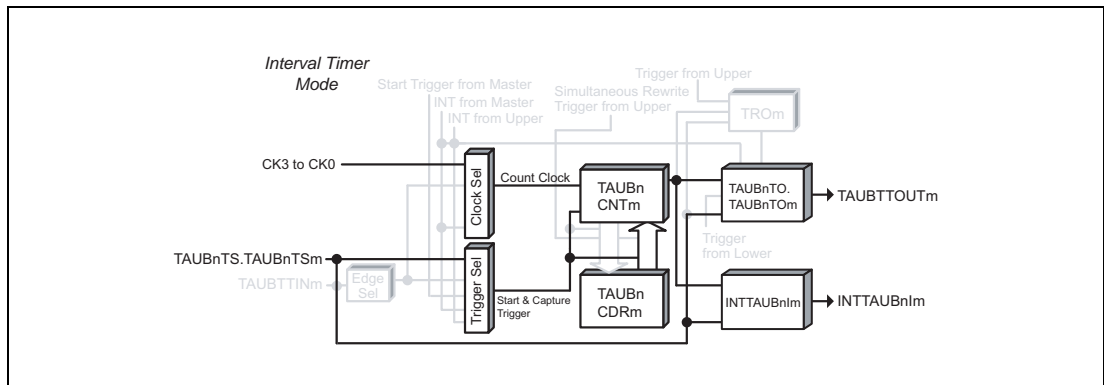 Interval Timer
Mode
Start Trigger from Master
INT from Master
INT from Upper
Simultaneous Rewrite
Trigger from Upper
Trigger from Upper
TROm
CK3 to CK0
Clock Sel
Count Clock
TAUBn
CNTm
TAUBnTO.
TAUBnTOm
TAUBTTOUTm
Trigger
from Lower
TAUBnTS.TAUBnTSm
TAUBTTINm
Edge
Sel
Trigger Sel
Start & Capture
Trigger
TAUBn
CDRm
INTTAUBnIm
INTTAUBnIm